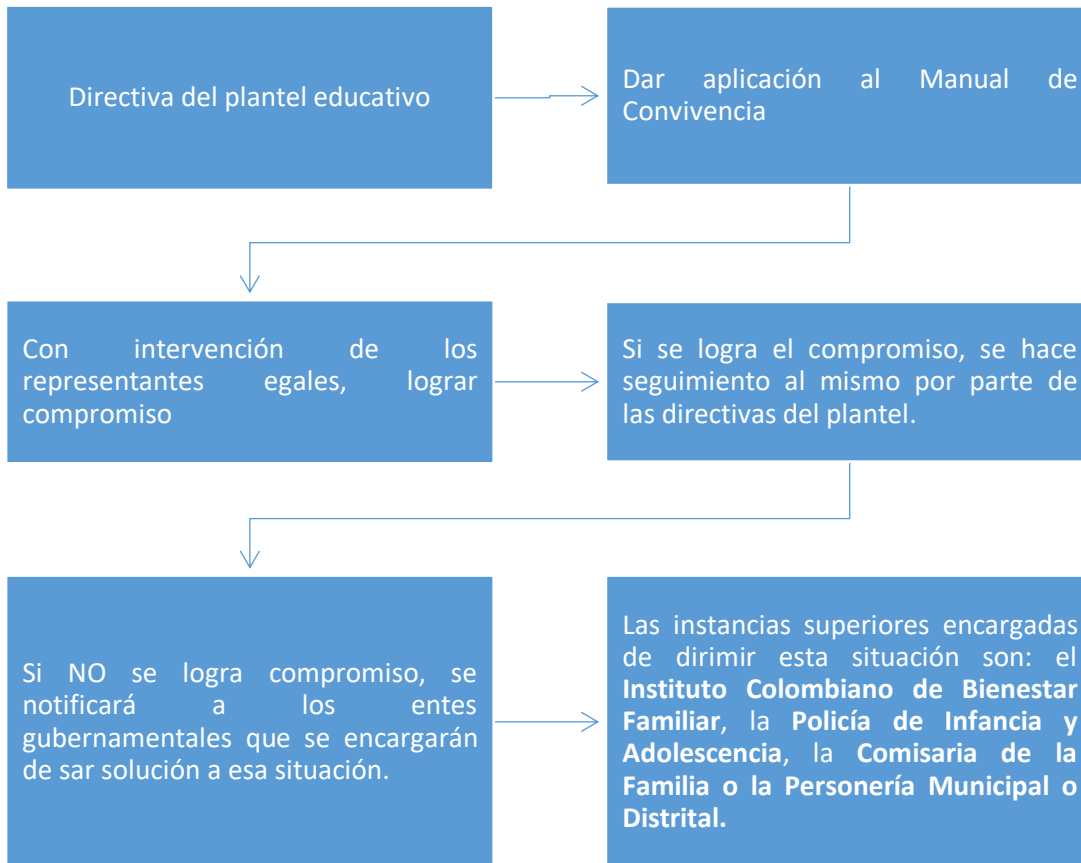 Directiva del plantel educativo
Dar aplicación al Manual de
Convivencia
Con intervención de los
representantes egales, lograr
compromiso
Si se logra el compromiso, se hace
seguimiento al mismo por parte de
las directivas del plantel.
Si NO se logra compromiso, se
notificará a los entes
gubernamentales que se encargarán
de sar solución a esa situación.
Las instancias superiores encargadas
de dirimir esta situación son: el
Instituto Colombiano de Bienestar
Familiar, la Policía de Infancia y
Adolescencia, la Comisaria de la
Familia o la Personería Municipal o
Distrital.